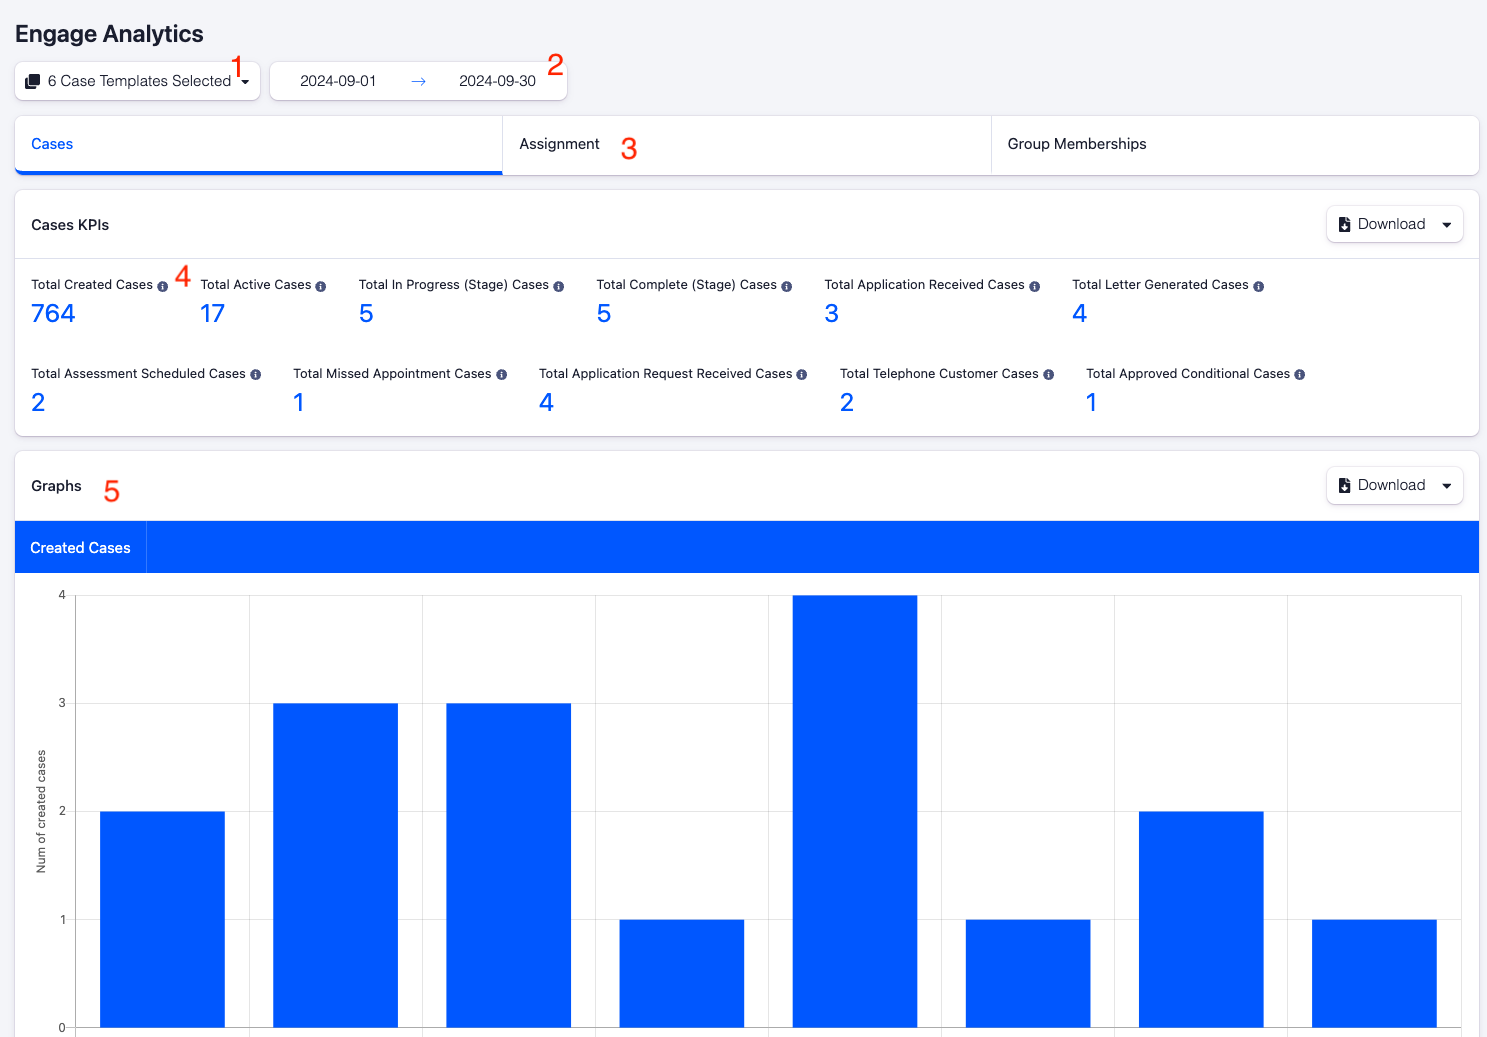 Engage Analytics
6 Case Templates Selected 1
2024-09-01 → 2024-09-30 2
Cases
Assignment 3
Group Memberships
Cases KPIs
Download
Total Created Cases 4 Total Active Cases Total In Progress (Stage) Cases Total Complete (Stage) Cases Total Application Received Cases Total Letter Generated Cases
764 17 5 5 3 4
Total Assessment Scheduled Cases Total Missed Appointment Cases Total Application Request Received Cases Total Telephone Customer Cases Total Approved Conditional Cases
2 1 4 2 1
Graphs 5
Download
Created Cases
Num of created cases
4
3
2
1
0